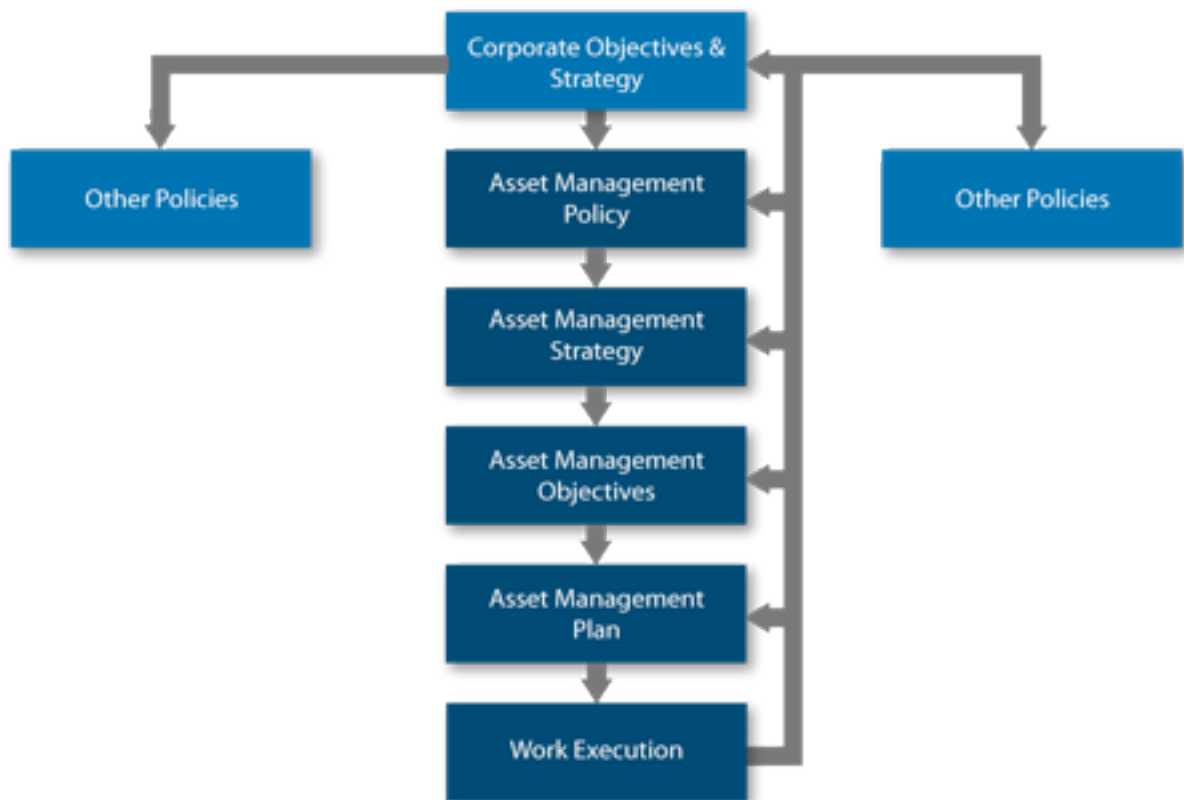 Corporate Objectives &
Strategy
Other Policies
Asset Management
Policy
Other Policies
Asset Management
Strategy
Asset Management
Objectives
Asset Management
Plan
Work Execution